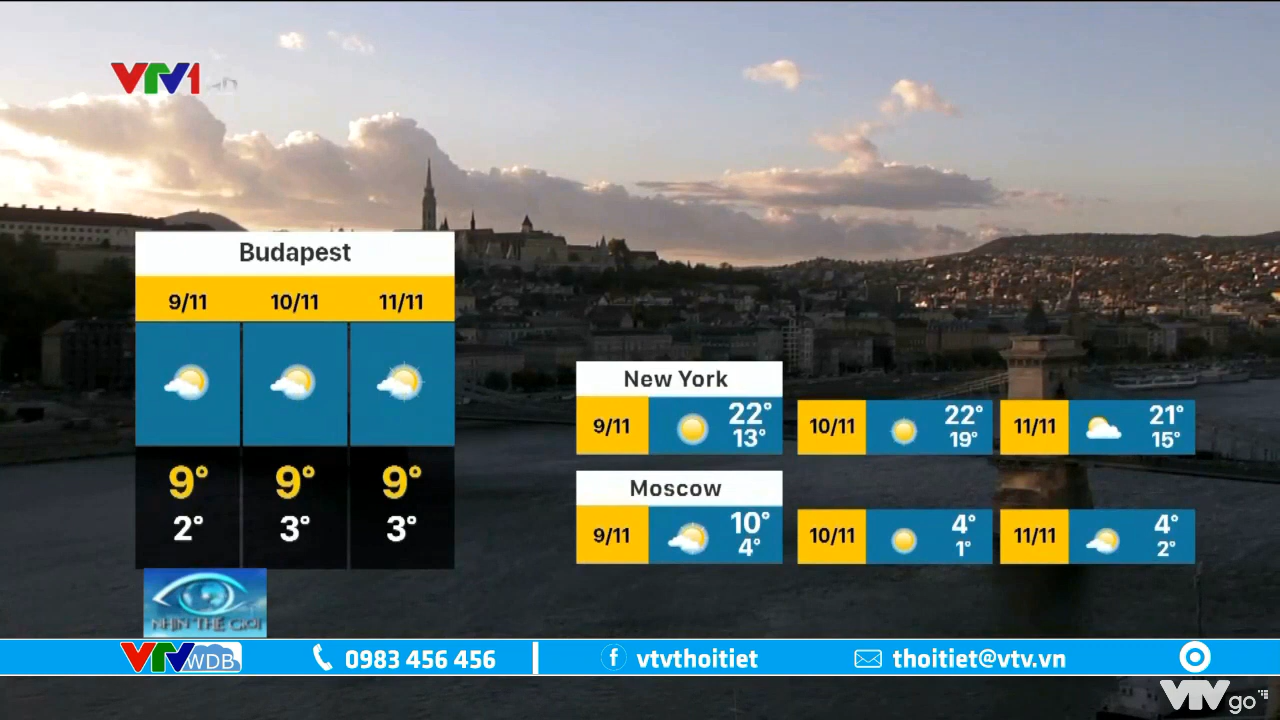 VTV1
Budapest
9/11 10/11 11/11
9° 9° 9°
2° 3° 3°
New York
9/11 22° 13° 10/11 22° 19° 11/11 21° 15°
Moscow
9/11 10° 4° 10/11 4° 1° 11/11 4° 2°
NHÌN THẾ GIỚI
VTV WDB 0983 456 456 vtvthoitiet thoitiet@vtv.vn
VTV go